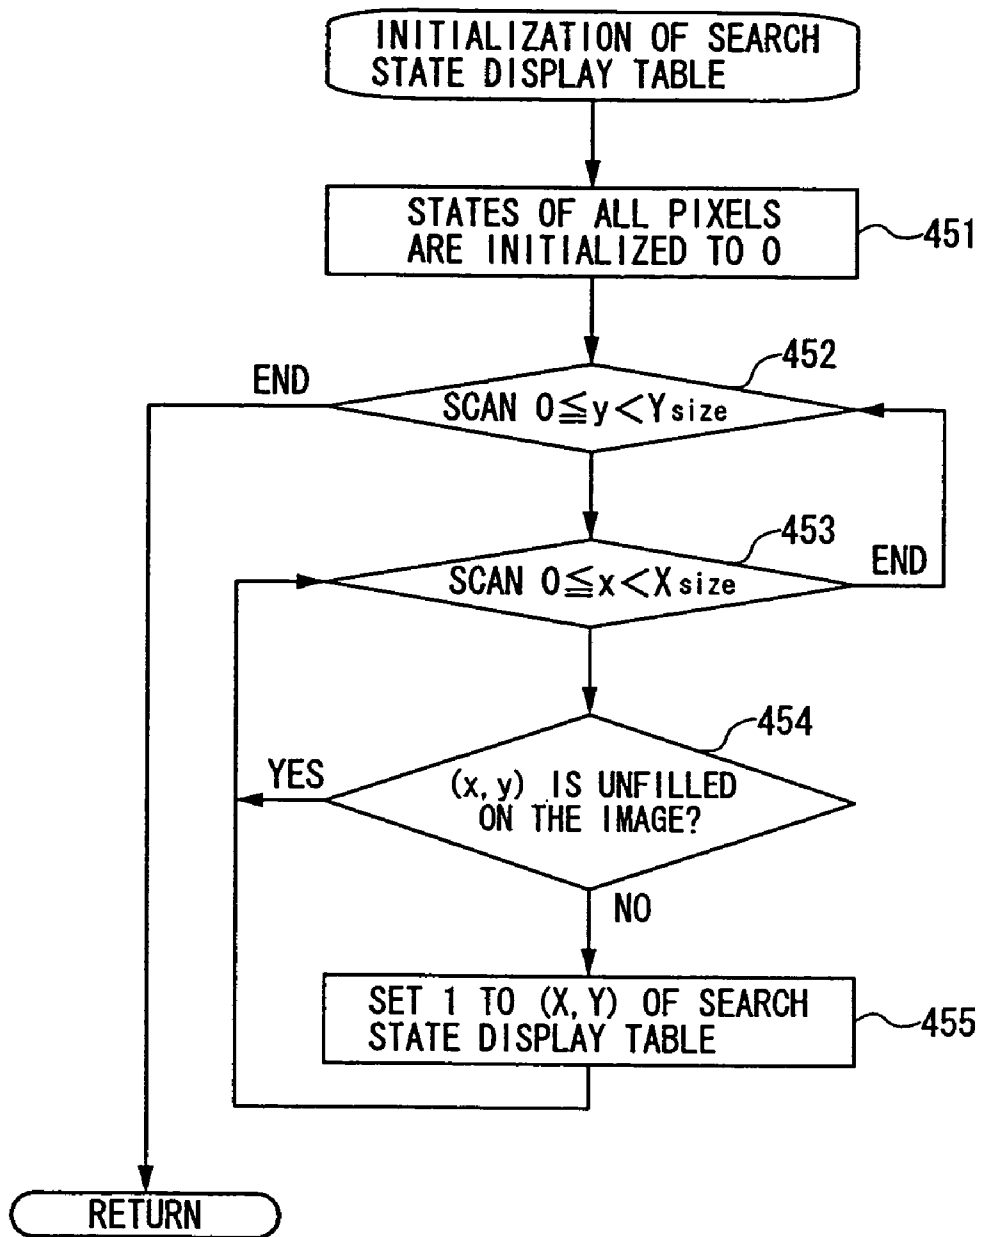 INITIALIZATION OF SEARCH
STATE DISPLAY TABLE
STATES OF ALL PIXELS
ARE INITIALIZED TO 0
451
452
END
SCAN 0≦y<Ysize
453
END
SCAN 0≦x<Xsize
454
YES
(x, y) IS UNFILLED
ON THE IMAGE?
NO
SET 1 TO (X, Y) OF SEARCH
STATE DISPLAY TABLE
455
RETURN